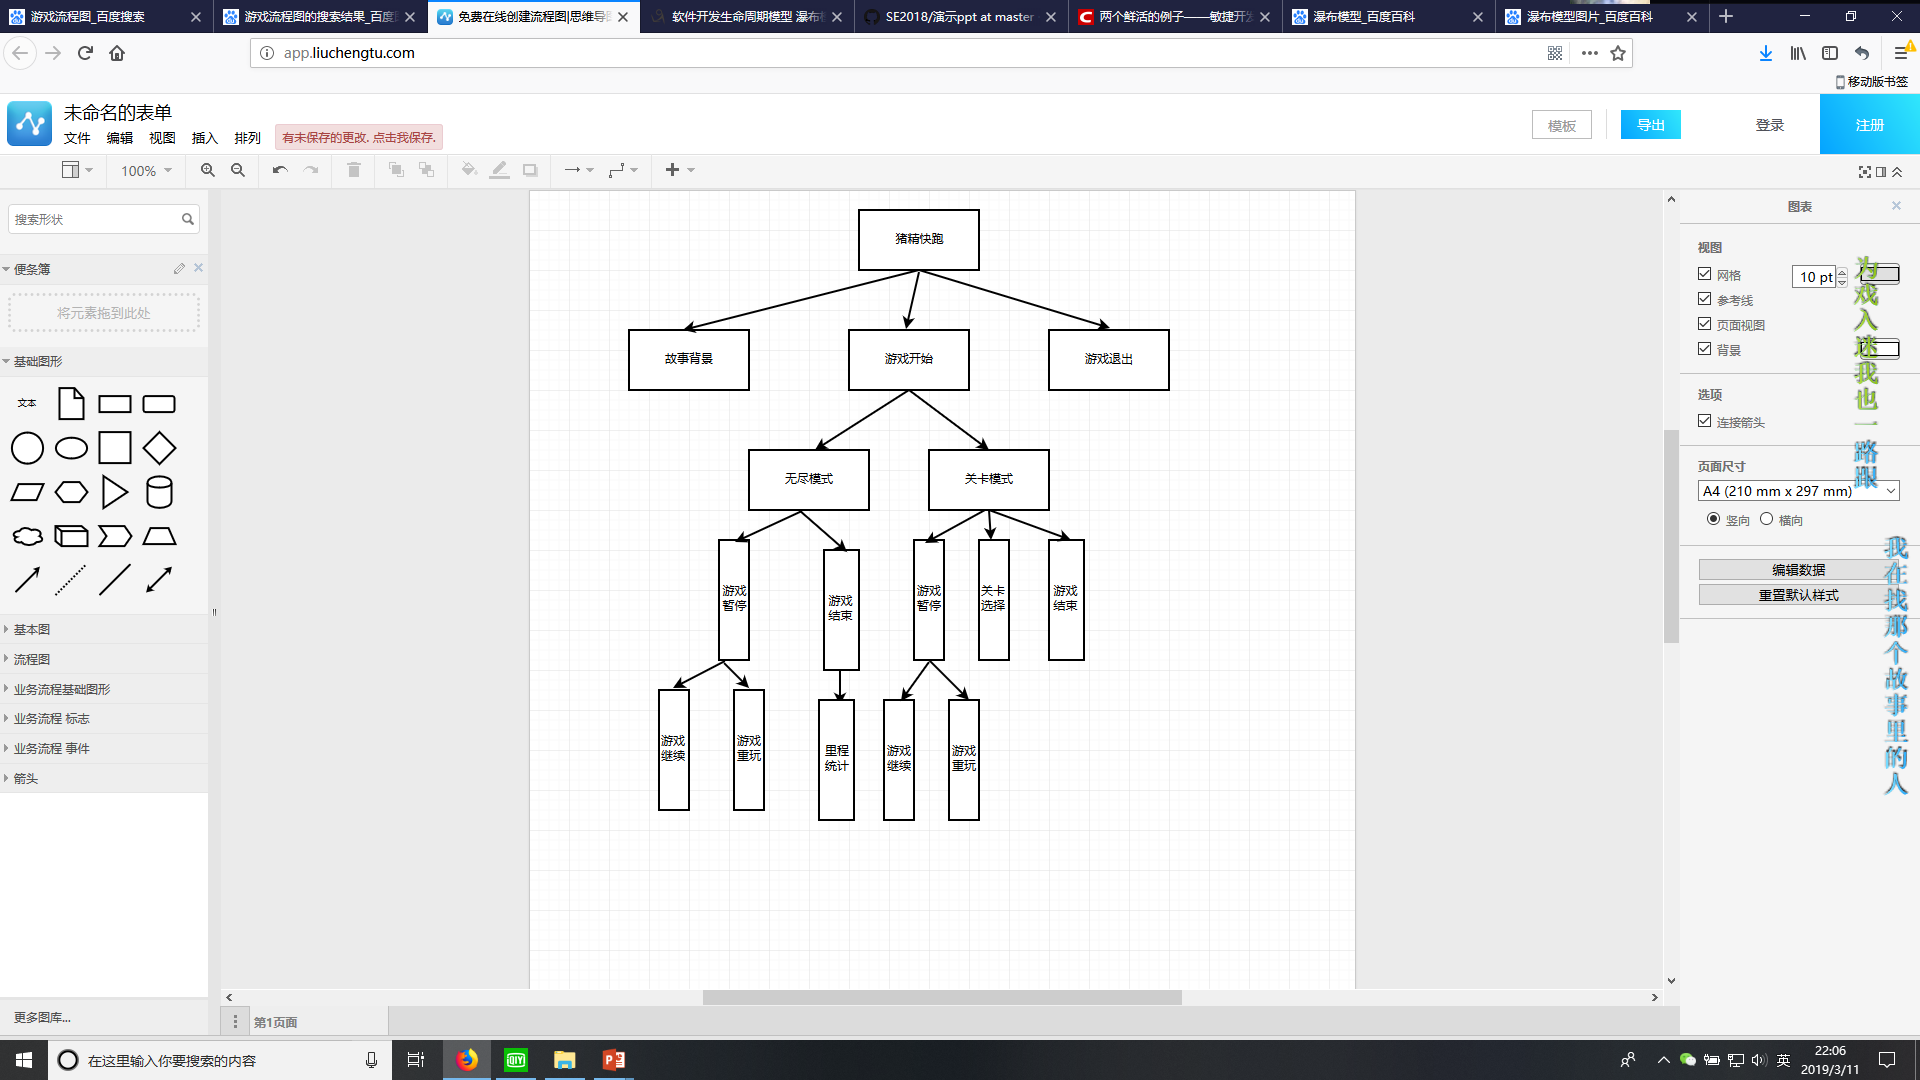 游戏流程图_百度搜索
游戏流程图的搜索结果_百度
免费在线创建流程图|思维导
软件开发生命周期模型 瀑布
SE2018/演示ppt at master
两个鲜活的例子——敏捷开
瀑布模型_百度百科
瀑布模型图片_百度百科
app.liuchengtu.com
移动版书签
未命名的表单
文件 编辑 视图 插入 排列
有未保存的更改. 点击我保存.
模板
导出
登录
注册
100%
搜索形状
便条簿
将元素拖到此处
基础图形
文本
基本图
流程图
业务流程基础图形
业务流程 标志
业务流程 事件
箭头
更多图库...
猪精快跑
故事背景
游戏开始
游戏退出
无尽模式
关卡模式
游戏
暂停
游戏
结束
游戏
暂停
关卡
选择
游戏
结束
游戏
继续
游戏
重玩
里程
统计
游戏
继续
游戏
重玩
第1页面
图表
视图
网格
10 pt
参考线
页面视图
背景
选项
连接箭头
页面尺寸
A4 (210 mm x 297 mm)
竖向 横向
编辑数据
重置默认样式
为戏入迷我也一路跟
我在找那个故事里的人
在这里输入你要搜索的内容
QIY
英
22:06
2019/3/11